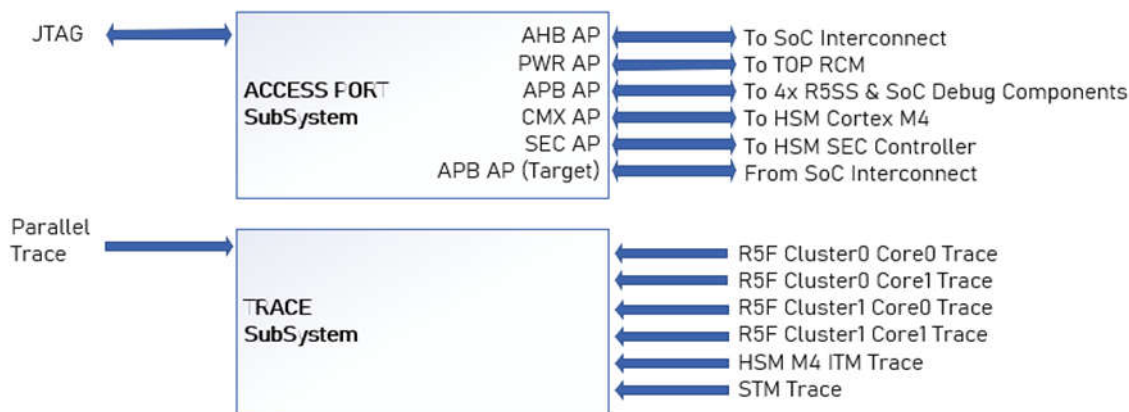 JTAG
ACCESS PORT
SubSystem
AHB AP
PWR AP
APB AP
CMX AP
SEC AP
APB AP (Target)
To SoC Interconnect
To TOP RCM
To 4x R5SS & SoC Debug Components
To HSM Cortex M4
To HSM SEC Controller
From SoC Interconnect
Parallel
Trace
TRACE
SubSystem
R5F Cluster0 Core0 Trace
R5F Cluster0 Core1 Trace
R5F Cluster1 Core0 Trace
R5F Cluster1 Core1 Trace
HSM M4 ITM Trace
STM Trace